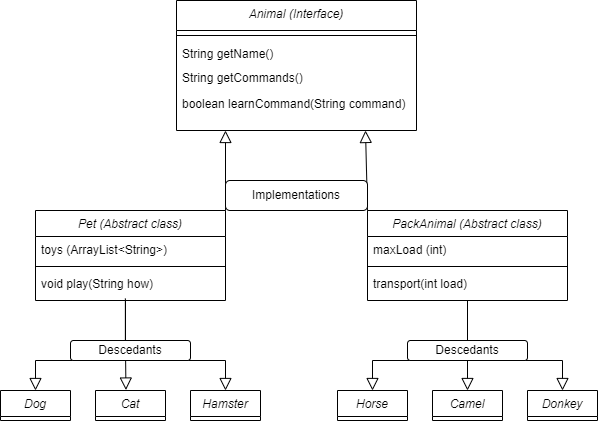 Animal (Interface)
String getName()
String getCommands()
boolean learnCommand(String command)
Implementations
Pet (Abstract class)
toys (ArrayList<String>)
void play(String how)
PackAnimal (Abstract class)
maxLoad (int)
transport(int load)
Descedants
Descedants
Dog
Cat
Hamster
Horse
Camel
Donkey